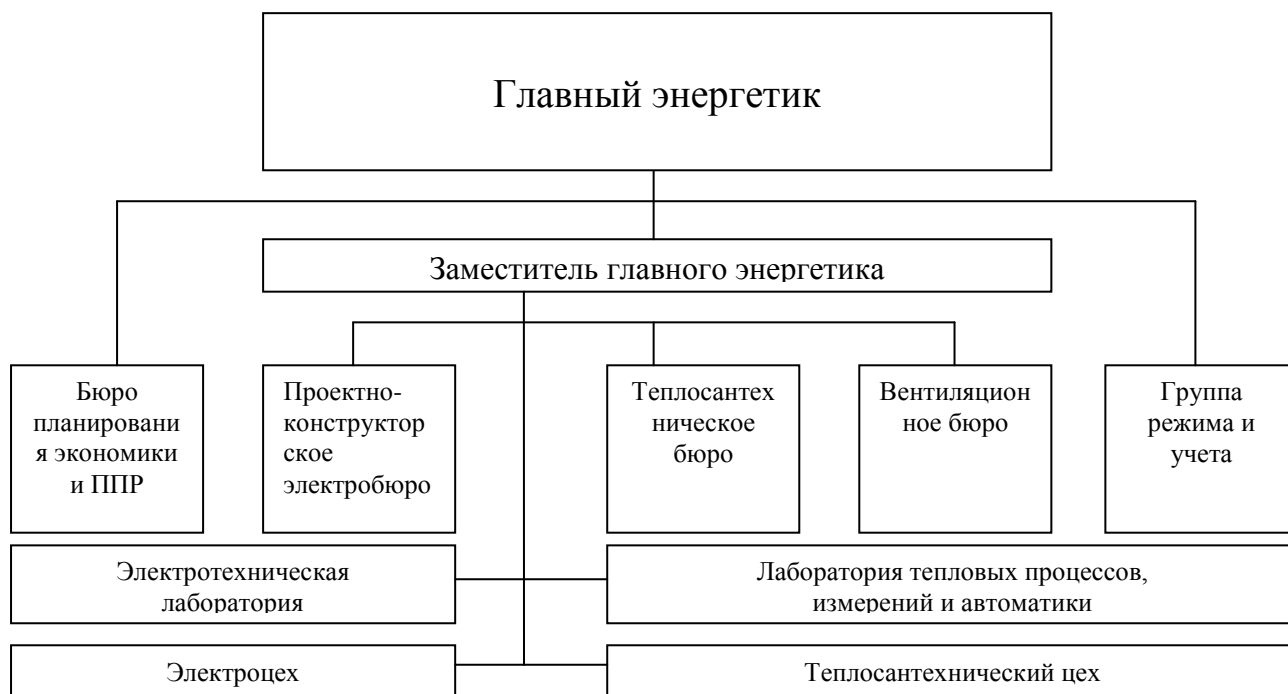 Главный энергетик
Заместитель главного энергетика
Бюро
планировани
я экономики
и ППР
Проектно-
конструктор
ское
электробюро
Теплосантех
ническое
бюро
Вентиляцион
ное бюро
Группа
режима и
учета
Электротехническая
лаборатория
Лаборатория тепловых процессов,
измерений и автоматики
Электроцех
Теплосантехнический цех